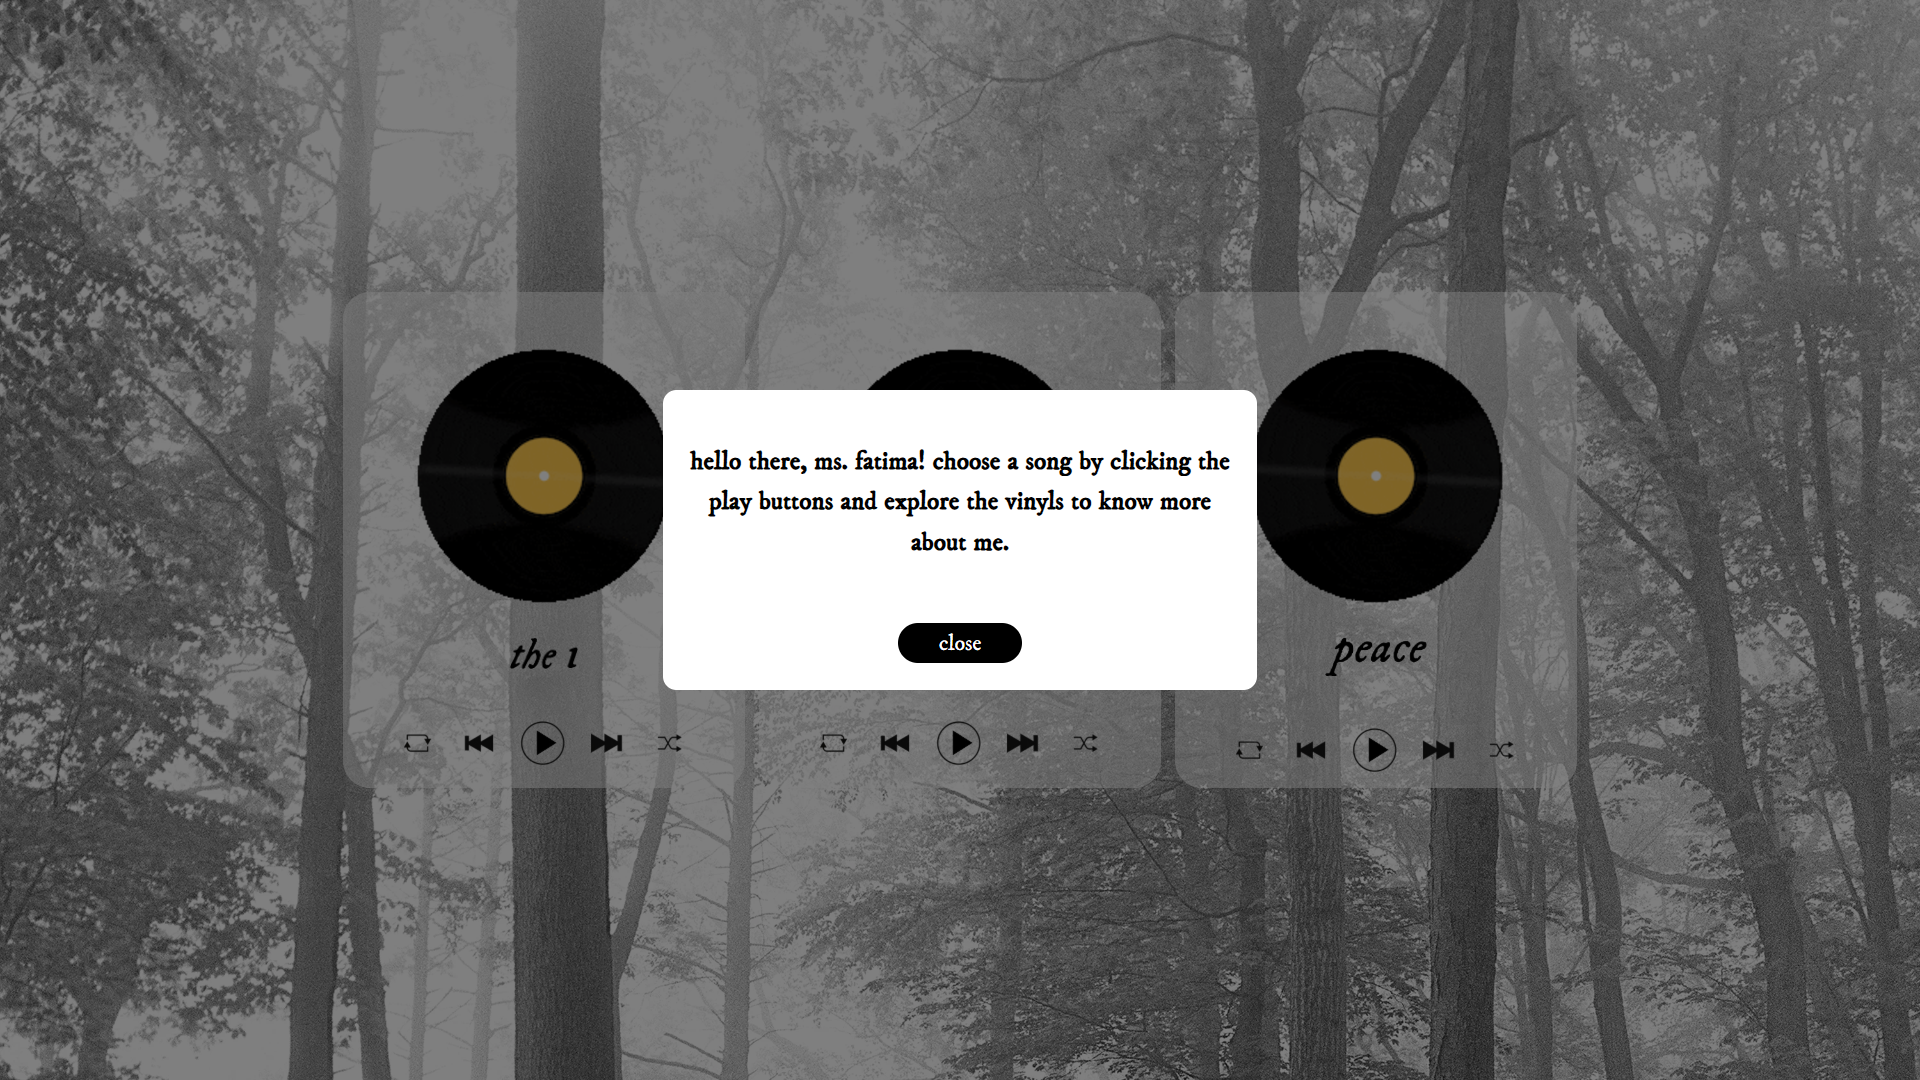 hello there, ms. fatima! choose a song by clicking the
play buttons and explore the vinyls to know more
about me.
close
the 1
peace